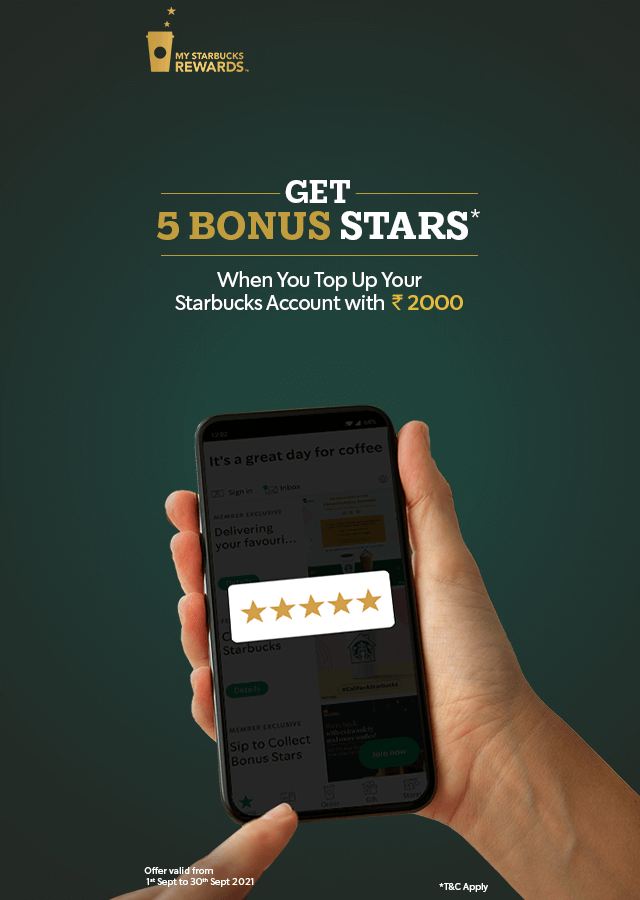 MY STARBUCKS
REWARDS™
GET
5 BONUS STARS*
When You Top Up Your
Starbucks Account with ₹ 2000
It's a great day for coffee
Sign in
Inbox
MEMBER EXCLUSIVE
Delivering
your favouri...
Starbucks
Details
#CallforaStarbucks
MEMBER EXCLUSIVE
Sip to Collect
Bonus Stars
Join now
Offer valid from
1st Sept to 30th Sept 2021
*T&C Apply